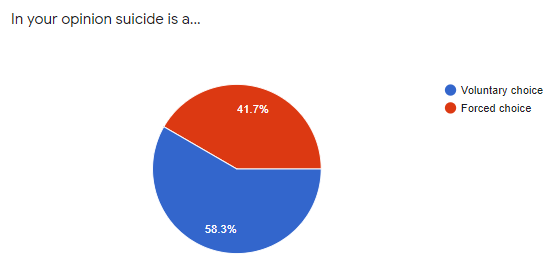 In your opinion suicide is a...
41.7%
Voluntary choice
Forced choice
58.3%